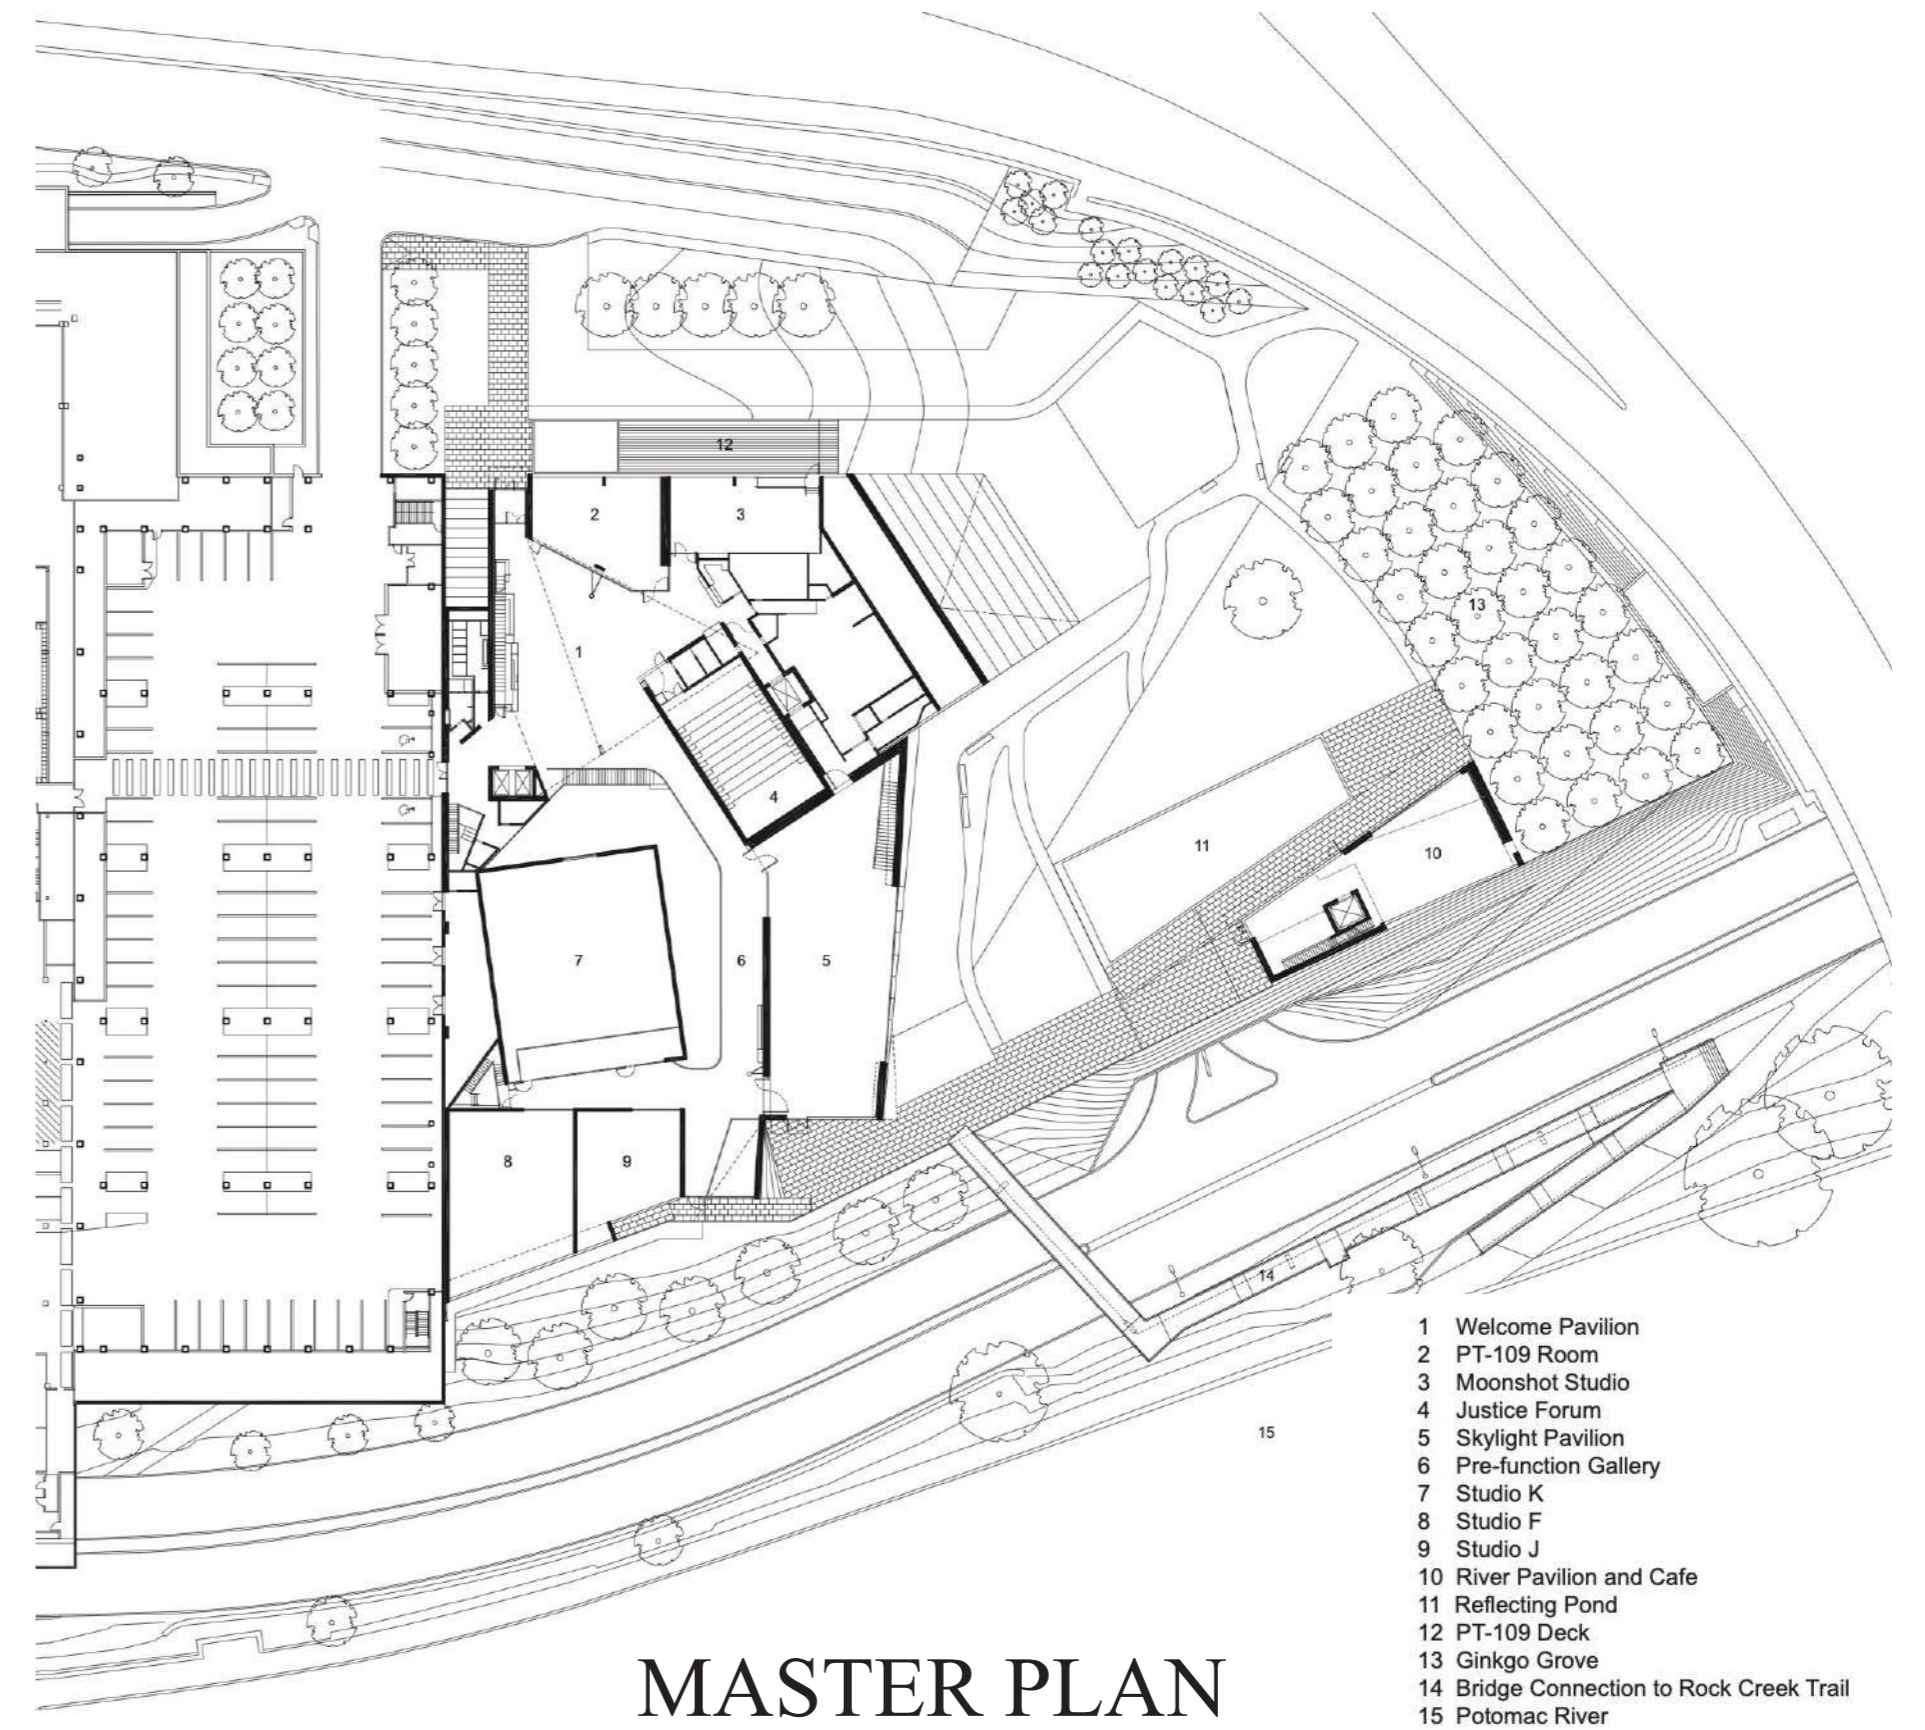 12
2
3
1
13
4
11
10
7
6
5
8
9
14
15
1 Welcome Pavilion
2 PT-109 Room
3 Moonshot Studio
4 Justice Forum
5 Skylight Pavilion
6 Pre-function Gallery
7 Studio K
8 Studio F
9 Studio J
10 River Pavilion and Cafe
11 Reflecting Pond
12 PT-109 Deck
13 Ginkgo Grove
14 Bridge Connection to Rock Creek Trail
15 Potomac River
MASTER PLAN